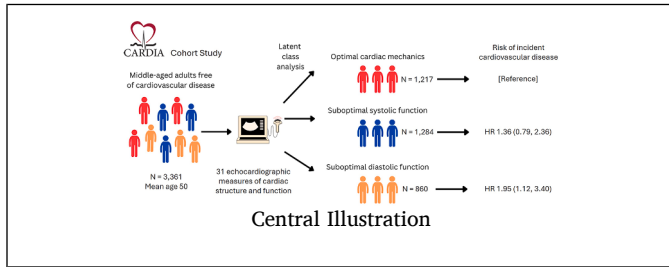 CARDIA Cohort Study
Middle-aged adults free
of cardiovascular disease
N = 3,361
Mean age 50
Latent
class
analysis
31 echocardiographic
measures of cardiac
structure and function
Optimal cardiac mechanics
N = 1,217
Suboptimal systolic function
N = 1,284
Suboptimal diastolic function
N = 860
Risk of incident
cardiovascular disease
[Reference]
HR 1.36 (0.79, 2.36)
HR 1.95 (1.12, 3.40)
Central Illustration